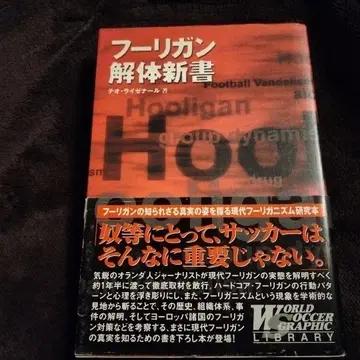 フーリガン
解体新書
テオ・ライゼナール 著
Football Vandalis
Hooligan
group dynamis
Hool
drug
フーリガンの知られざる真実の姿を探る現代フーリガニズム研究本
「奴等にとって、サッカーは、
そんなに重要じゃない。」
気鋭のオランダ人ジャーナリストが現代フーリガンの実態を解明すべく
約1年半に渡って徹底取材を敢行。ハードコア・フーリガンの行動パタ
ーンと心理を浮き彫りにし、また、フーリガニズムという現象を学術的な
見地から斬ることで、その歴史、組織体系、事
件の解明、そしてヨーロッパ諸国のフーリガ
ン対策などを考察する。まさに現代フーリガン
の真実を知るための書き下ろし本が登場！
WORLD
SOCCER
GRAPHIC
LIBRARY